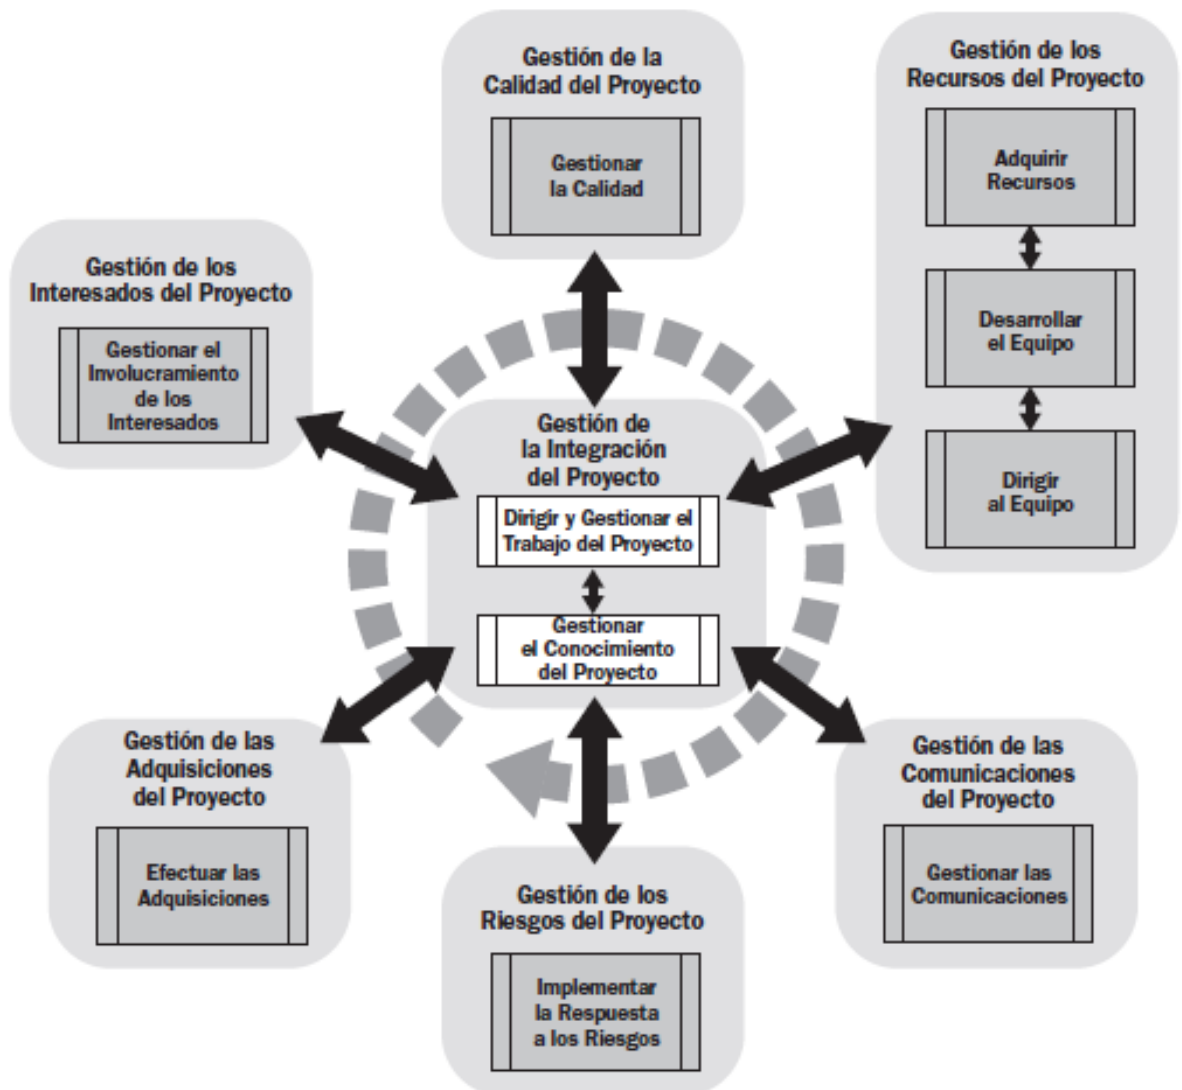 Gestión de la
Calidad del Proyecto
Gestionar
la Calidad
Gestión de los
Recursos del Proyecto
Adquirir
Recursos
Desarrollar
el Equipo
Dirigir
al Equipo
Gestión de los
Interesados del Proyecto
Gestionar el
Involucramiento
de los
Interesados
Gestión de
la Integración
del Proyecto
Dirigir y Gestionar el
Trabajo del Proyecto
Gestionar
el Conocimiento
del Proyecto
Gestión de las
Adquisiciones
del Proyecto
Efectuar las
Adquisiciones
Gestión de los
Riesgos del Proyecto
Implementar
la Respuesta
a los Riesgos
Gestión de las
Comunicaciones
del Proyecto
Gestionar las
Comunicaciones